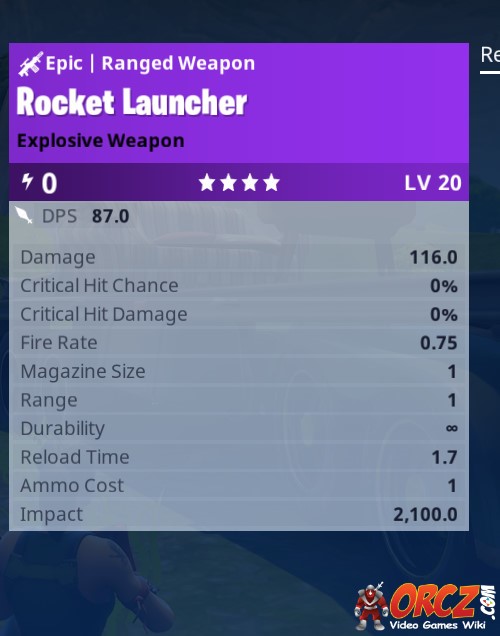 Epic | Ranged Weapon
Re
Rocket Launcher
Explosive Weapon
0 ★★★★ LV 20
DPS 87.0
Damage 116.0
Critical Hit Chance 0%
Critical Hit Damage 0%
Fire Rate 0.75
Magazine Size 1
Range 1
Durability ∞
Reload Time 1.7
Ammo Cost 1
Impact 2,100.0
ORCZ.COM
Video Games Wiki